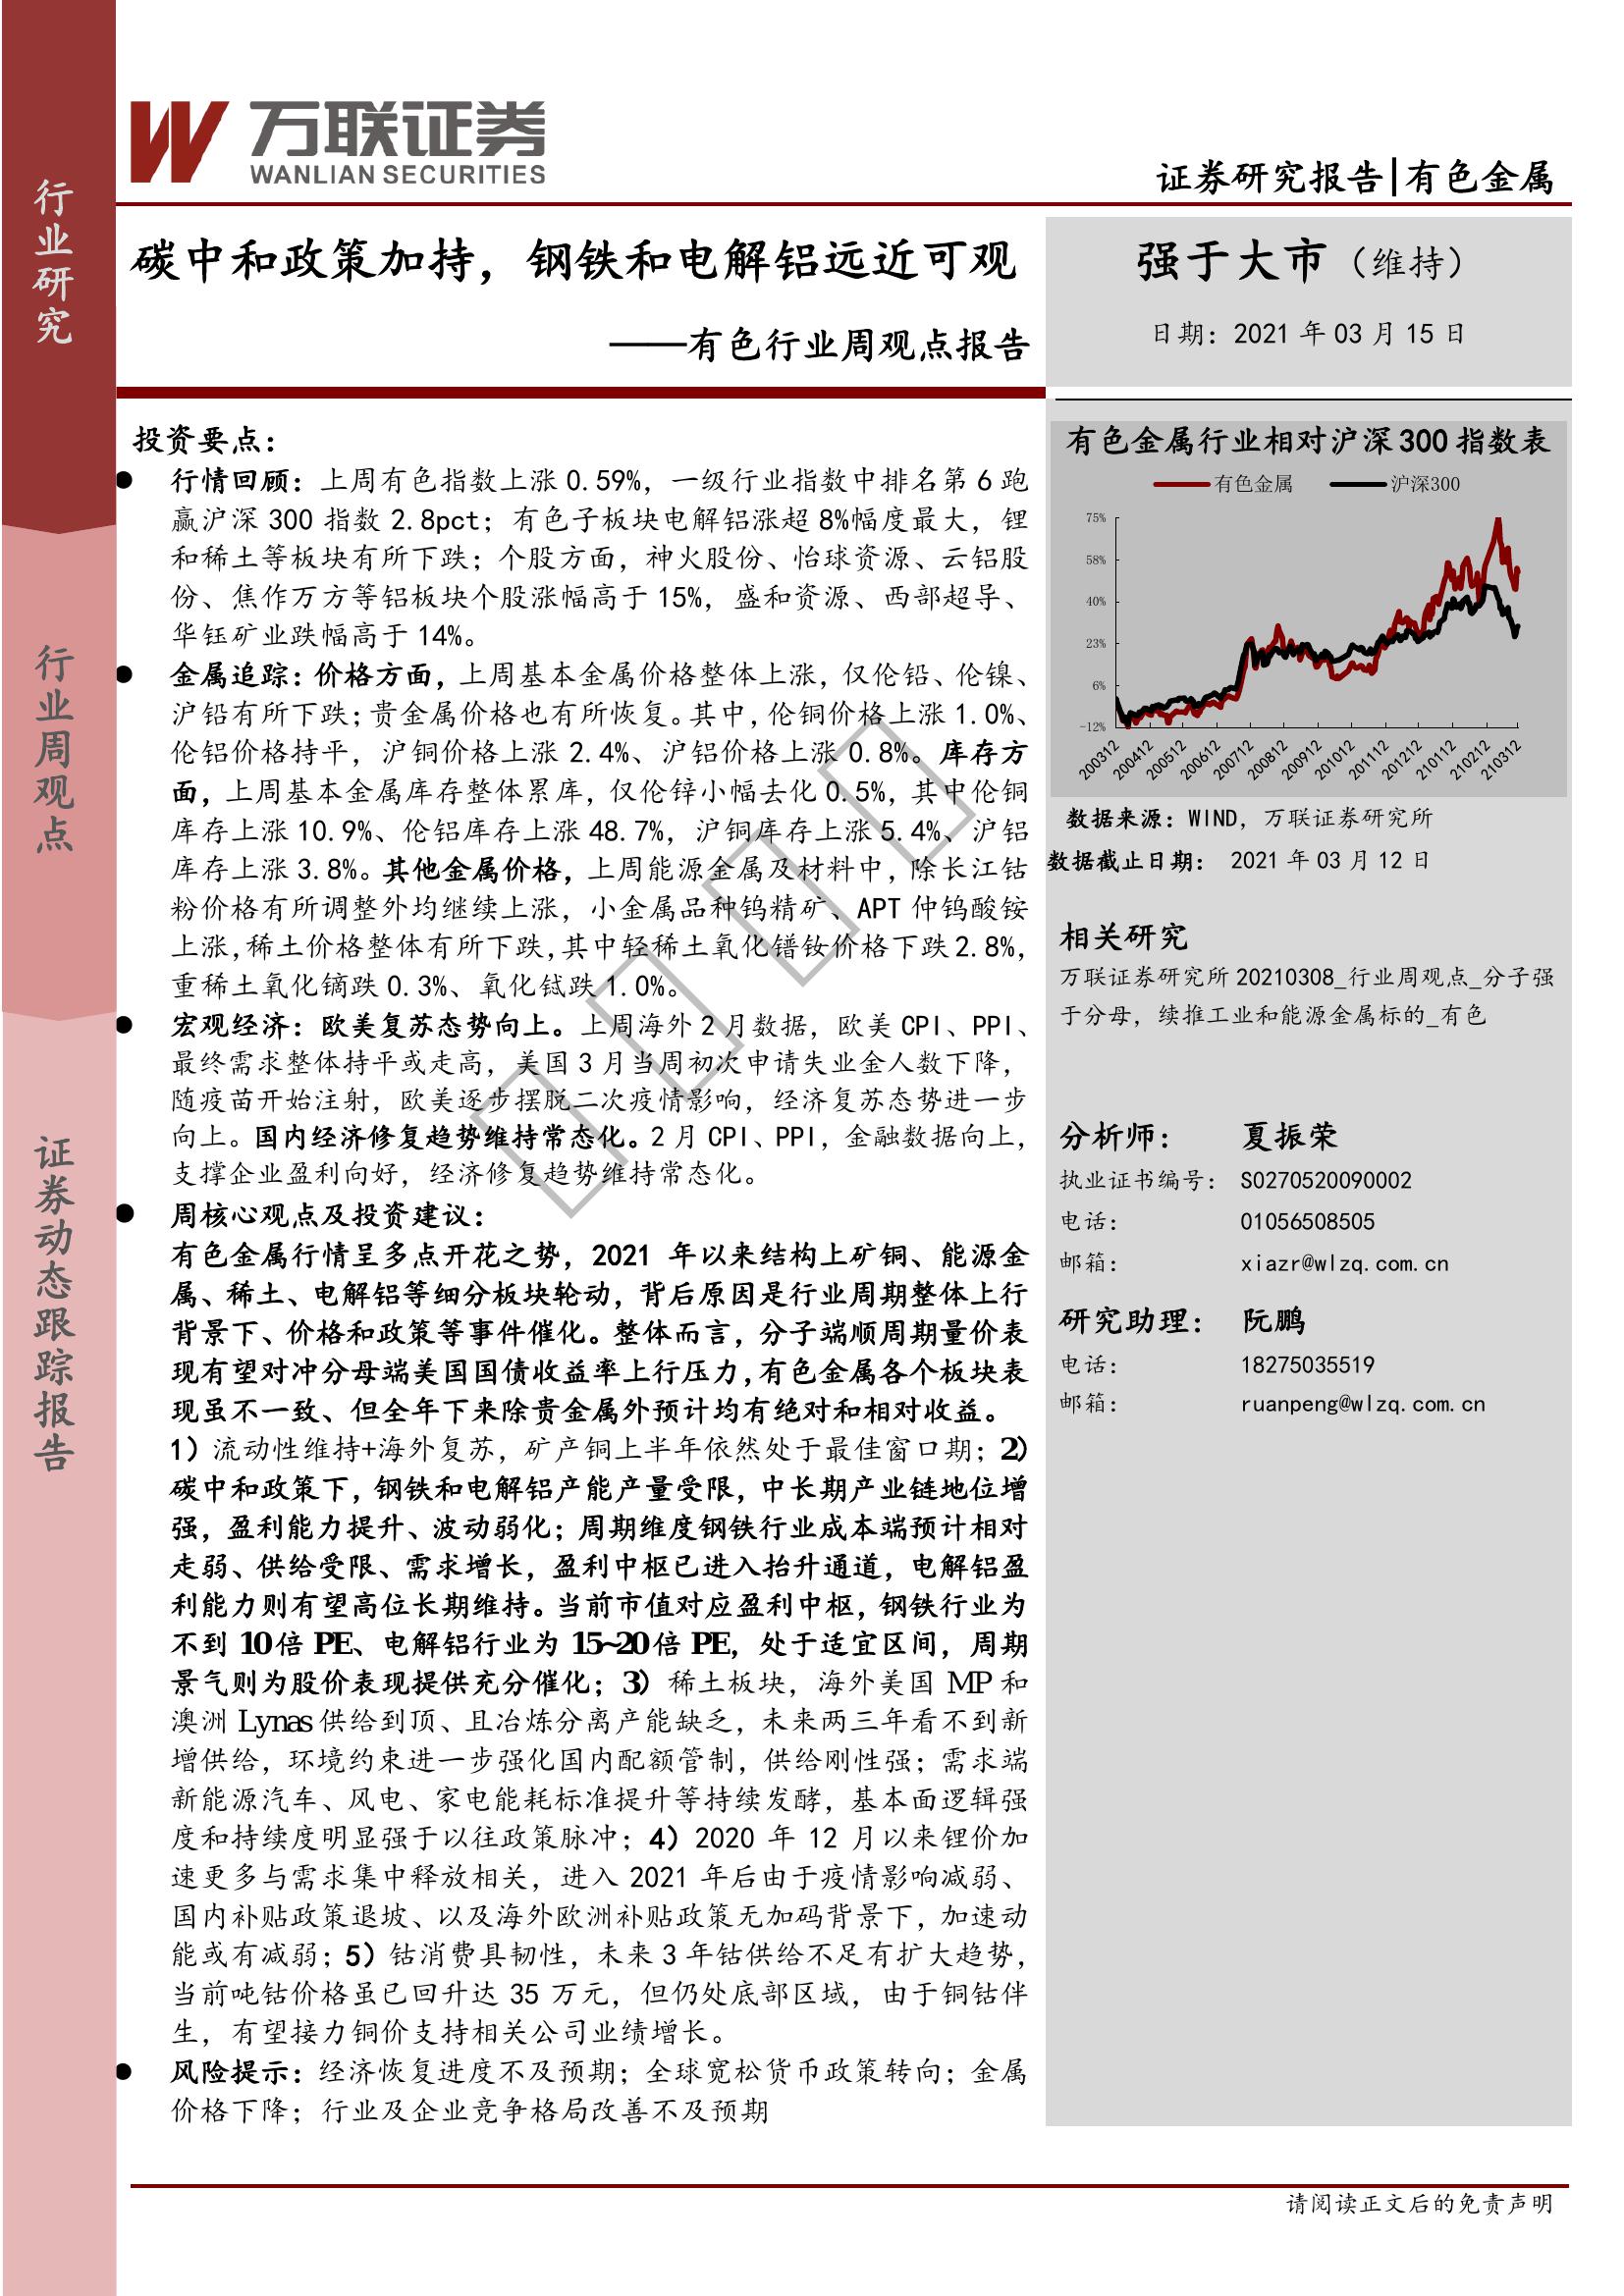 行业研究
行业周观点
证券动态跟踪报告
万联证券
WANLIAN SECURITIES
证券研究报告|有色金属
碳中和政策加持，钢铁和电解铝远近可观
——有色行业周观点报告
强于大市（维持）
日期：2021 年 03 月 15 日
投资要点：
● 行情回顾：上周有色指数上涨 0.59%，一级行业指数中排名第 6 跑
赢沪深 300 指数 2.8pct；有色子板块电解铝涨超 8%幅度最大，锂
和稀土等板块有所下跌；个股方面，神火股份、怡球资源、云铝股
份、焦作万方等铝板块个股涨幅高于 15%，盛和资源、西部超导、
华钰矿业跌幅高于 14%。
● 金属追踪：价格方面，上周基本金属价格整体上涨，仅伦铅、伦镍、
沪铅有所下跌；贵金属价格也有所恢复。其中，伦铜价格上涨 1.0%、
伦铝价格持平，沪铜价格上涨 2.4%、沪铝价格上涨 0.8%。库存方
面，上周基本金属库存整体累库，仅伦锌小幅去化 0.5%，其中伦铜
库存上涨 10.9%、伦铝库存上涨 48.7%，沪铜库存上涨 5.4%、沪铝
库存上涨 3.8%。其他金属价格，上周能源金属及材料中，除长江钴
粉价格有所调整外均继续上涨，小金属品种钨精矿、APT 仲钨酸铵
上涨，稀土价格整体有所下跌，其中轻稀土氧化镨钕价格下跌 2.8%，
重稀土氧化镝跌 0.3%、氧化铽跌 1.0%。
● 宏观经济：欧美复苏态势向上。上周海外 2 月数据，欧美 CPI、PPI、
最终需求整体持平或走高，美国 3 月当周初次申请失业金人数下降，
随疫苗开始注射，欧美逐步摆脱二次疫情影响，经济复苏态势进一步
向上。国内经济修复趋势维持常态化。2 月 CPI、PPI，金融数据向上，
支撑企业盈利向好，经济修复趋势维持常态化。
● 周核心观点及投资建议：
有色金属行情呈多点开花之势，2021 年以来结构上矿铜、能源金
属、稀土、电解铝等细分板块轮动，背后原因是行业周期整体上行
背景下、价格和政策等事件催化。整体而言，分子端顺周期量价表
现有望对冲分母端美国国债收益率上行压力，有色金属各个板块表
现虽不一致、但全年下来除贵金属外预计均有绝对和相对收益。
1）流动性维持+海外复苏，矿产铜上半年依然处于最佳窗口期；2）
碳中和政策下，钢铁和电解铝产能产量受限，中长期产业链地位增
强，盈利能力提升、波动弱化；周期维度钢铁行业成本端预计相对
走弱、供给受限、需求增长，盈利中枢已进入抬升通道，电解铝盈
利能力则有望高位长期维持。当前市值对应盈利中枢，钢铁行业为
不到 10 倍 PE、电解铝行业为 15~20 倍 PE，处于适宜区间，周期
景气则为股价表现提供充分催化；3）稀土板块，海外美国 MP 和
澳洲 Lynas 供给到顶、且冶炼分离产能缺乏，未来两三年看不到新
增供给，环境约束进一步强化国内配额管制，供给刚性强；需求端
新能源汽车、风电、家电能耗标准提升等持续发酵，基本面逻辑强
度和持续度明显强于以往政策脉冲；4）2020 年 12 月以来锂价加
速更多与需求集中释放相关，进入 2021 年后由于疫情影响减弱、
国内补贴政策退坡、以及海外欧洲补贴政策无加码背景下，加速动
能或有减弱；5）钴消费具韧性，未来 3 年钴供给不足有扩大趋势，
当前吨钴价格虽已回升达 35 万元，但仍处底部区域，由于铜钴伴
生，有望接力铜价支持相关公司业绩增长。
● 风险提示：经济恢复进度不及预期；全球宽松货币政策转向；金属
价格下降；行业及企业竞争格局改善不及预期
有色金属行业相对沪深 300 指数表
有色金属 沪深300
75%
58%
40%
23%
6%
-12%
200312 200412 200512 200612 200712 200812 200912 201012 201112 201212 210112 210212 210312
数据来源：WIND，万联证券研究所
数据截止日期： 2021 年 03 月 12 日
相关研究
万联证券研究所 20210308_行业周观点_分子强
于分母，续推工业和能源金属标的_有色
分析师： 夏振荣
执业证书编号： S0270520090002
电话： 01056508505
邮箱： xiazr@wlzq.com.cn
研究助理： 阮鹏
电话： 18275035519
邮箱： ruanpeng@wlzq.com.cn
请阅读正文后的免责声明